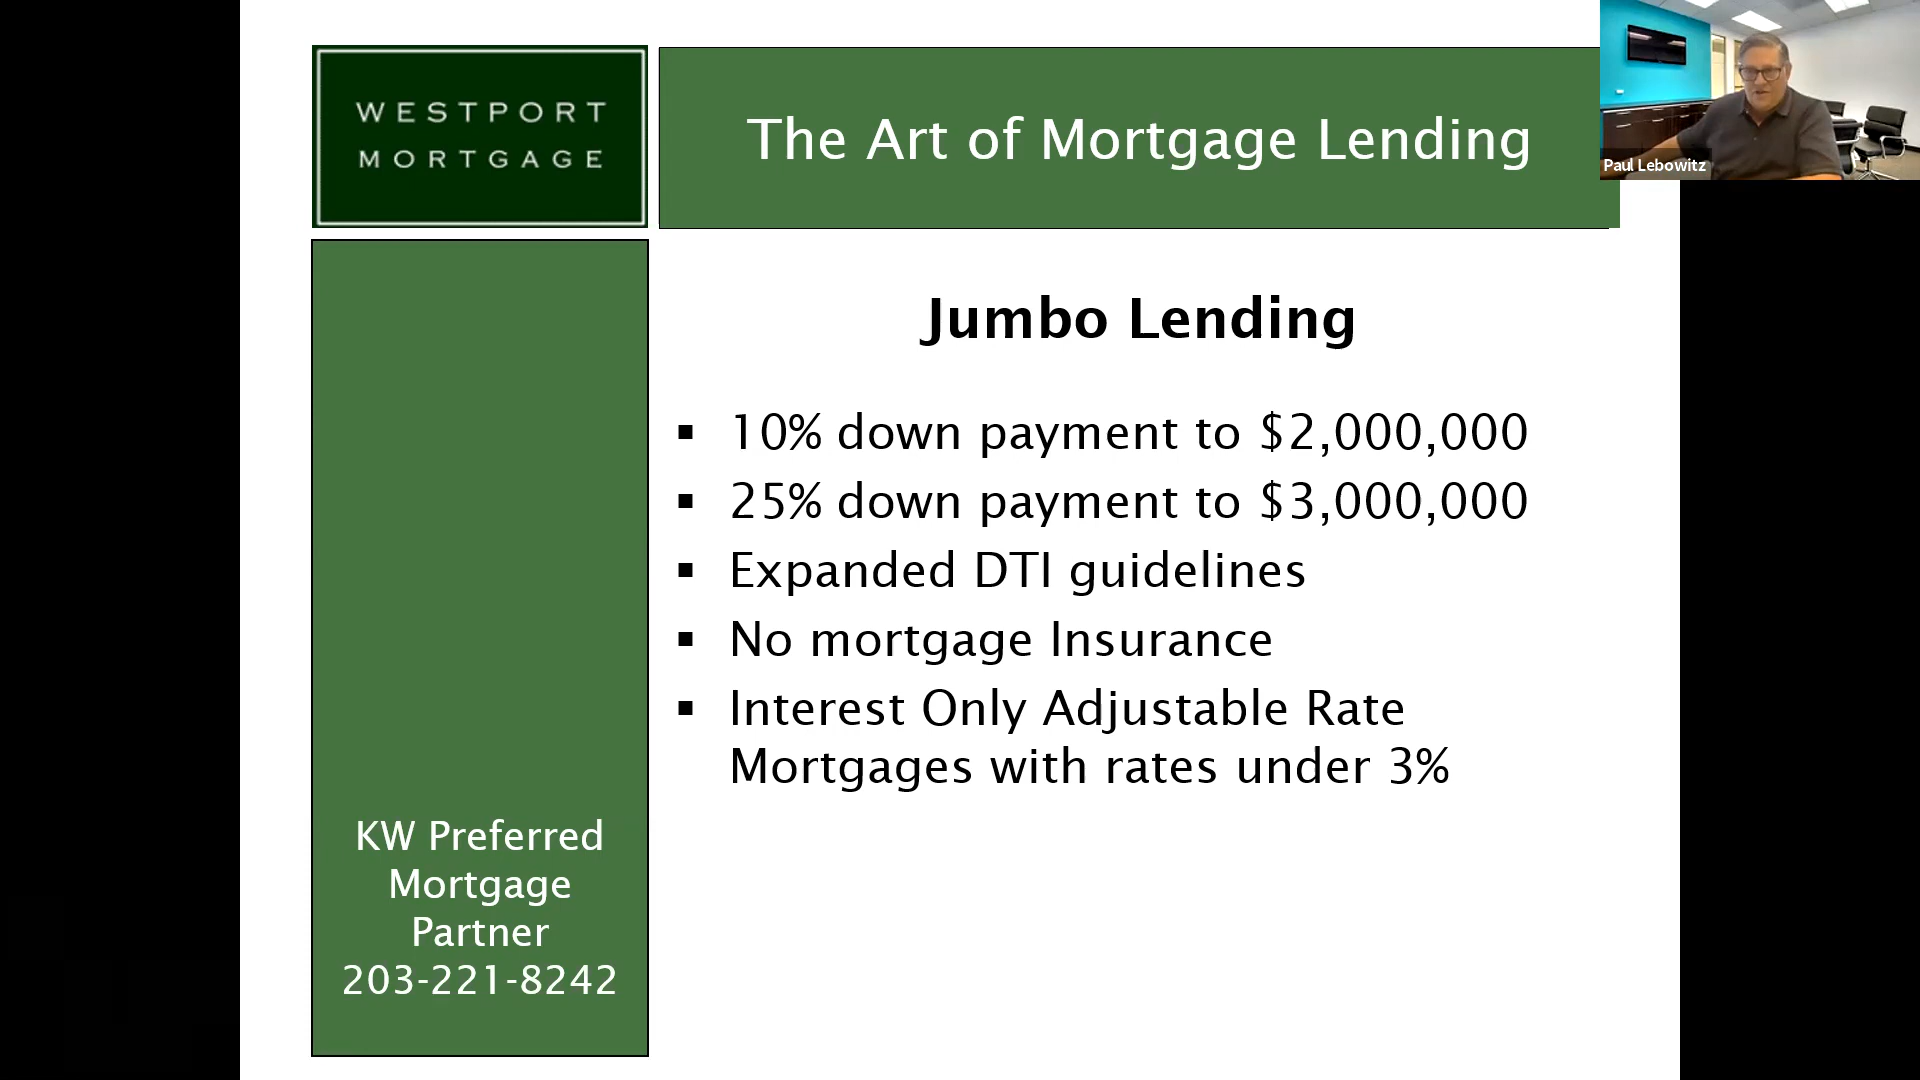 WESTPORT
MORTGAGE
The Art of Mortgage Lending
Paul Lebowitz
Jumbo Lending
▪ 10% down payment to $2,000,000
▪ 25% down payment to $3,000,000
▪ Expanded DTI guidelines
▪ No mortgage Insurance
▪ Interest Only Adjustable Rate
Mortgages with rates under 3%
KW Preferred
Mortgage
Partner
203-221-8242